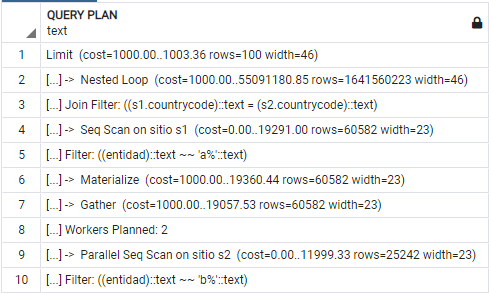 QUERY PLAN
text
1 Limit (cost=1000.00..1003.36 rows=100 width=46)
2 [...] -> Nested Loop (cost=1000.00..55091180.85 rows=1641560223 width=46)
3 [...] Join Filter: ((s1.countrycode)::text = (s2.countrycode)::text)
4 [...] -> Seq Scan on sitio s1 (cost=0.00..19291.00 rows=60582 width=23)
5 [...] Filter: ((entidad)::text ~~ 'a%'::text)
6 [...] -> Materialize (cost=1000.00..19360.44 rows=60582 width=23)
7 [...] -> Gather (cost=1000.00..19057.53 rows=60582 width=23)
8 [...] Workers Planned: 2
9 [...] -> Parallel Seq Scan on sitio s2 (cost=0.00..11999.33 rows=25242 width=23)
10 [...] Filter: ((entidad)::text ~~ 'b%'::text)